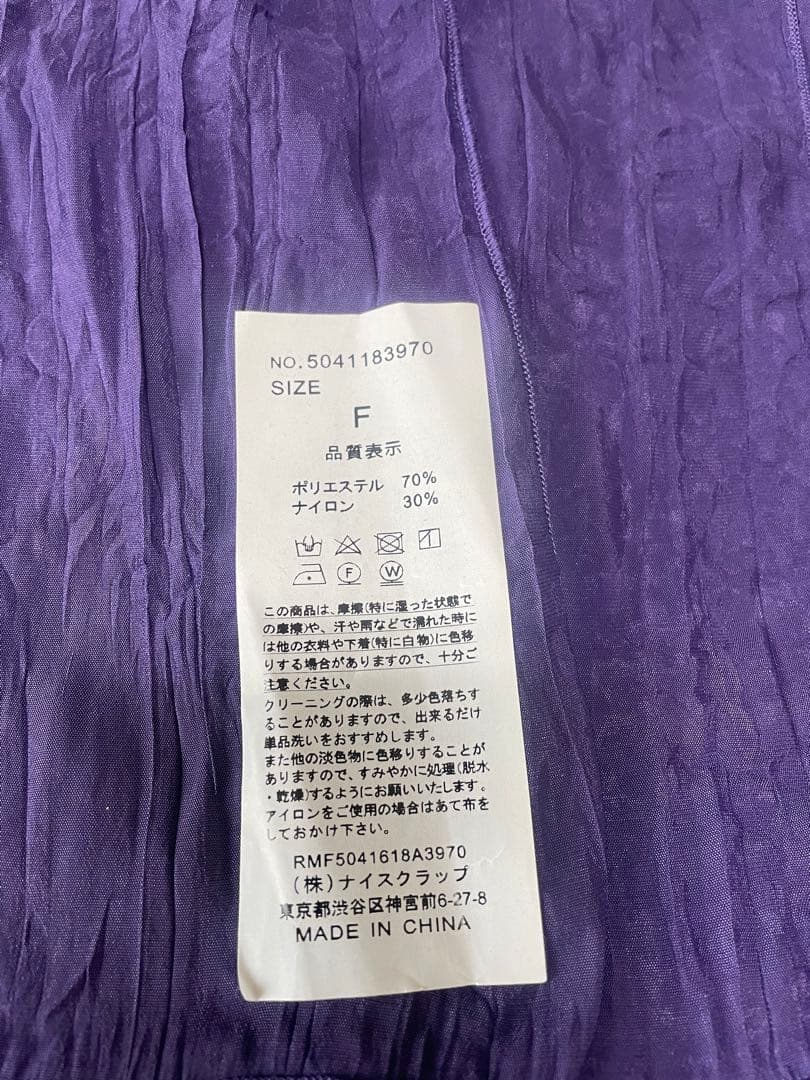 NO.5041183970
SIZE
F
品質表示
ポリエステル 70%
ナイロン 30%
F W
この商品は、摩擦(特に湿った状態で
の摩擦)や、汗や雨などで濡れた時に
は他の衣料や下着(特に白物)に色移
りする場合がありますので、十分ご
注意ください。
クリーニングの際は、多少色落ちす
ることがありますので、出来るだけ
単品洗いをおすすめします。
また他の淡色物に色移りすることが
ありますので、すみやかに処理(脱水
・乾燥)するようにお願いいたします。
アイロンをご使用の場合はあて布を
しておかけ下さい。
RMF5041618A3970
(株)ナイスクラップ
東京都渋谷区神宮前6-27-8
MADE IN CHINA